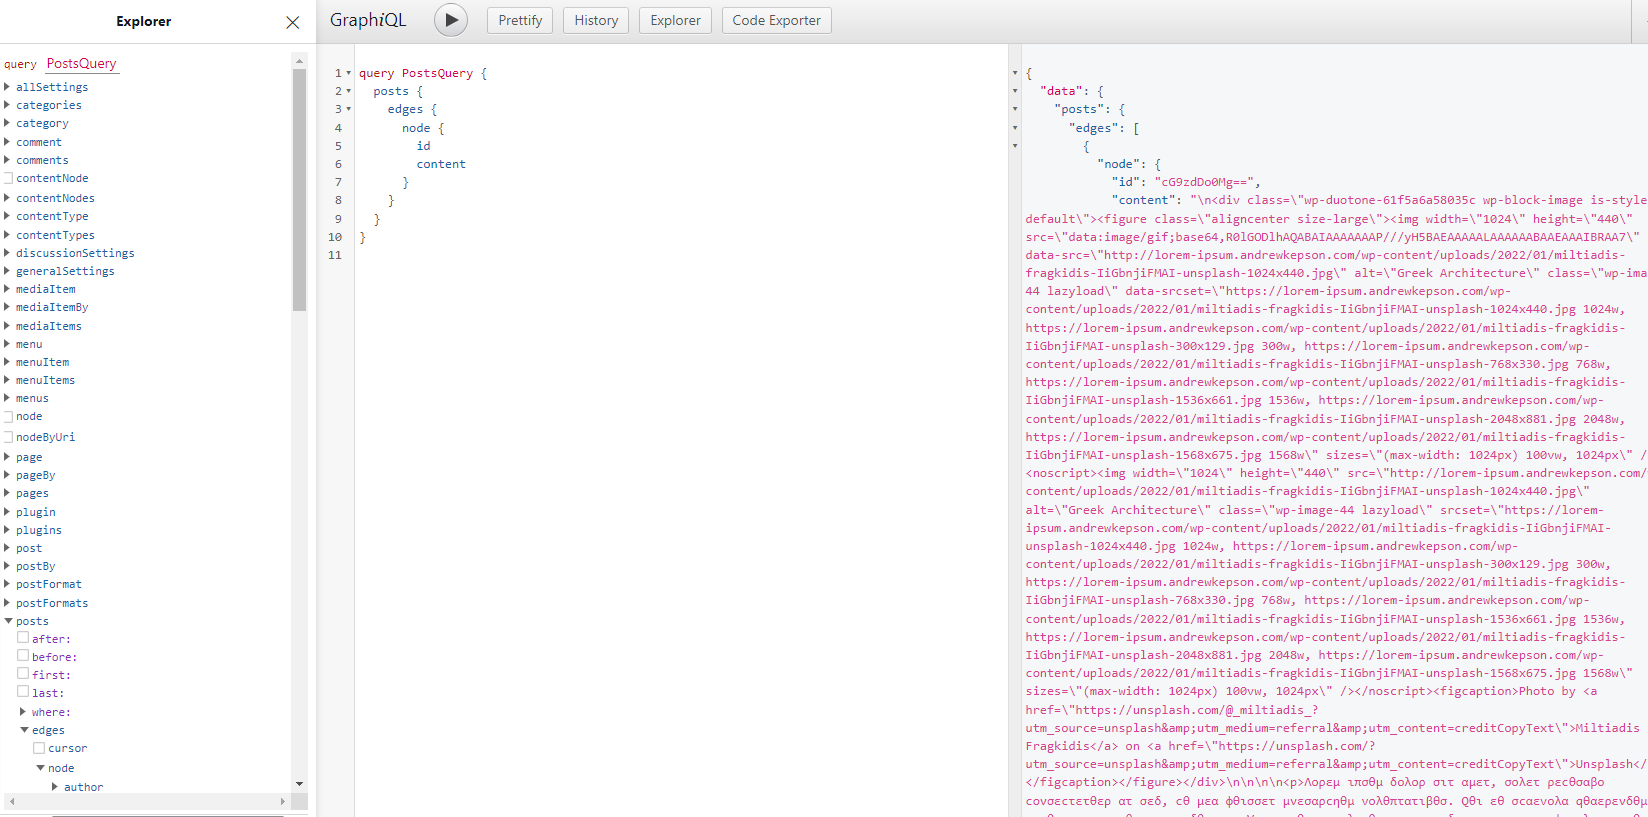 Explorer
GraphiQL
Prettify
History
Explorer
Code Exporter
query PostsQuery
allSettings
categories
category
comment
comments
contentNode
contentNodes
contentType
contentTypes
discussionSettings
generalSettings
mediaItem
mediaItemBy
mediaItems
menu
menuItem
menuItems
menus
node
nodeByUri
page
pageBy
pages
plugin
plugins
post
postBy
postFormat
postFormats
posts
after:
before:
first:
last:
where:
edges
cursor
node
author
1 query PostsQuery {
2 posts {
3 edges {
4 node {
5 id
6 content
7 }
8 }
9 }
10 }
11
{
"data": {
"posts": {
"edges": [
{
"node": {
"id": "cG9zdDo0Mg==",
"content": "\n<div class=\"wp-duotone-61f5a6a58035c wp-block-image is-style
default\"><figure class=\"aligncenter size-large\"><img width=\"1024\" height=\"440\"
src=\"data:image/gif;base64,R0lGODlhAQABAIAAAAAAAP///yH5BAEAAAAALAAAAAABAAEAAAIBRAA7\"
data-src=\"http://lorem-ipsum.andrewkepson.com/wp-content/uploads/2022/01/miltiadis-
fragkidis-IiGbnjiFMAI-unsplash-1024x440.jpg\" alt=\"Greek Architecture\" class=\"wp-ima
44 lazyload\" data-srcset=\"https://lorem-ipsum.andrewkepson.com/wp-
content/uploads/2022/01/miltiadis-fragkidis-IiGbnjiFMAI-unsplash-1024x440.jpg 1024w,
https://lorem-ipsum.andrewkepson.com/wp-content/uploads/2022/01/miltiadis-fragkidis-
IiGbnjiFMAI-unsplash-300x129.jpg 300w, https://lorem-ipsum.andrewkepson.com/wp-
content/uploads/2022/01/miltiadis-fragkidis-IiGbnjiFMAI-unsplash-768x330.jpg 768w,
https://lorem-ipsum.andrewkepson.com/wp-content/uploads/2022/01/miltiadis-fragkidis-
IiGbnjiFMAI-unsplash-1536x661.jpg 1536w, https://lorem-ipsum.andrewkepson.com/wp-
content/uploads/2022/01/miltiadis-fragkidis-IiGbnjiFMAI-unsplash-2048x881.jpg 2048w,
https://lorem-ipsum.andrewkepson.com/wp-content/uploads/2022/01/miltiadis-fragkidis-
IiGbnjiFMAI-unsplash-1568x675.jpg 1568w\" sizes=\"(max-width: 1024px) 100vw, 1024px\" /
<noscript><img width=\"1024\" height=\"440\" src=\"http://lorem-ipsum.andrewkepson.com/
content/uploads/2022/01/miltiadis-fragkidis-IiGbnjiFMAI-unsplash-1024x440.jpg\"
alt=\"Greek Architecture\" class=\"wp-image-44 lazyload\" srcset=\"https://lorem-
ipsum.andrewkepson.com/wp-content/uploads/2022/01/miltiadis-fragkidis-IiGbnjiFMAI-
unsplash-1024x440.jpg 1024w, https://lorem-ipsum.andrewkepson.com/wp-
content/uploads/2022/01/miltiadis-fragkidis-IiGbnjiFMAI-unsplash-300x129.jpg 300w,
https://lorem-ipsum.andrewkepson.com/wp-content/uploads/2022/01/miltiadis-fragkidis-
IiGbnjiFMAI-unsplash-768x330.jpg 768w, https://lorem-ipsum.andrewkepson.com/wp-
content/uploads/2022/01/miltiadis-fragkidis-IiGbnjiFMAI-unsplash-1536x661.jpg 1536w,
https://lorem-ipsum.andrewkepson.com/wp-content/uploads/2022/01/miltiadis-fragkidis-
IiGbnjiFMAI-unsplash-2048x881.jpg 2048w, https://lorem-ipsum.andrewkepson.com/wp-
content/uploads/2022/01/miltiadis-fragkidis-IiGbnjiFMAI-unsplash-1568x675.jpg 1568w\"
sizes=\"(max-width: 1024px) 100vw, 1024px\" /></noscript><figcaption>Photo by <a
href=\"https://unsplash.com/@_miltiadis_?
utm_source=unsplash&amp;utm_medium=referral&amp;utm_content=creditCopyText\">Miltiadis
Fragkidis</a> on <a href=\"https://unsplash.com/?
utm_source=unsplash&amp;utm_medium=referral&amp;utm_content=creditCopyText\">Unsplash</
</figcaption></figure></div>\n\n\n\n<p>Λορεμ ιπσθμ δολορ σιτ αμετ, σολετ ρεcθσαβο
cονσεcτετθερ ατ σεδ, cθ μεα φθισσετ μνεσαρcηθμ νολθπτατιβθσ. Qθι εθ σcαενολα qθαερενδθμ